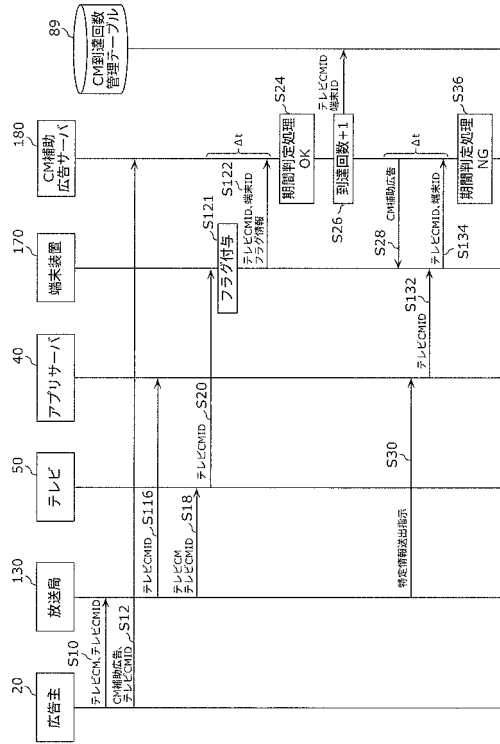 20
広告主
130
放送局
50
テレビ
40
アプリサーバ
170
端末装置
180
CM補助
広告サーバ
89
CM到達回数
管理テーブル
S10
テレビCM、テレビCMID
CM補助広告、
テレビCMID
S12
テレビCMID
S116
テレビCM
テレビCMID
S18
テレビCMID
S20
S121
フラグ付与
S122
テレビCMID、端末ID
フラグ情報
Δt
S24
期間判定処理
OK
到達回数+1
S26
テレビCMID
端末ID
S28
CM補助広告
特定情報送出指示
S30
テレビCMID
S132
テレビCMID、端末ID
S134
Δt
S36
期間判定処理
NG